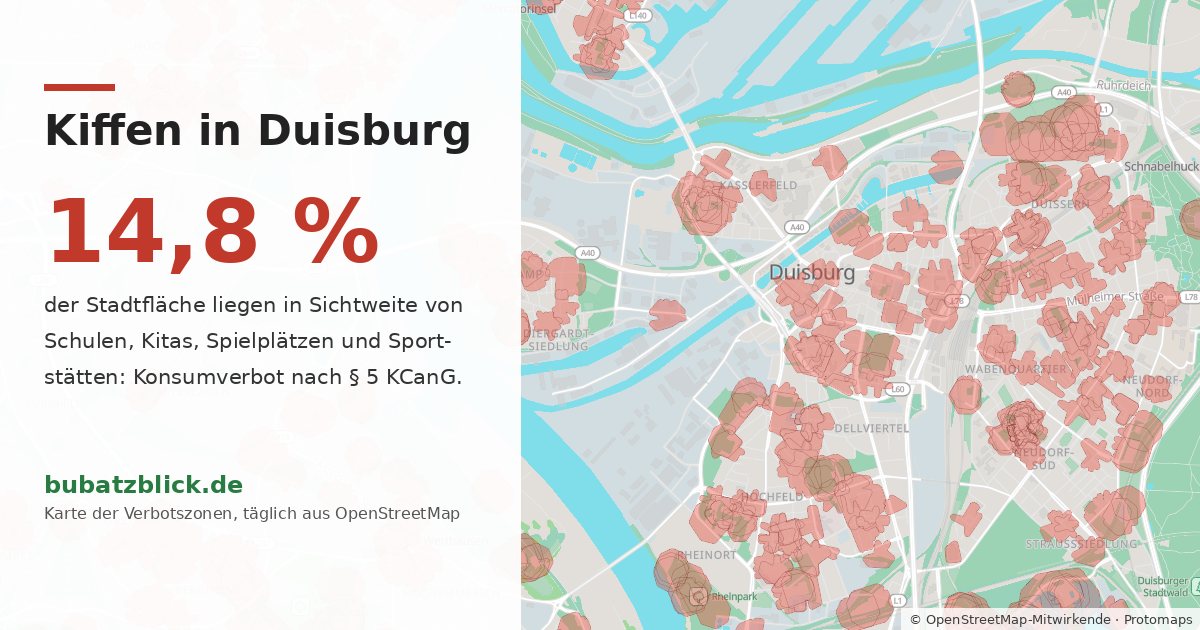 Kiffen in Duisburg
14,8 %
der Stadtfläche liegen in Sichtweite von
Schulen, Kitas, Spielplätzen und Sport-
stätten: Konsumverbot nach § 5 KCanG.
bubatzblick.de
Karte der Verbotszonen, täglich aus OpenStreetMap
L140
A40
Ruhrdeich
L1
Schnabelhuck
KASSLERFELD
DUISSERN
A40
A40
Duisburg
L78
Mülheimer Straße
L78
DIERGARDT-
SIEDLUNG
WABENQUARTIER
NEUDORF-
NORD
L60
DELLVIERTEL
NEUDORF-
SÜD
HOCHFELD
STRAUSSSIEDLUNG
RHEINORT
Duisburger
Stadtwald
Rheinpark
L1
© OpenStreetMap-Mitwirkende · Protomaps